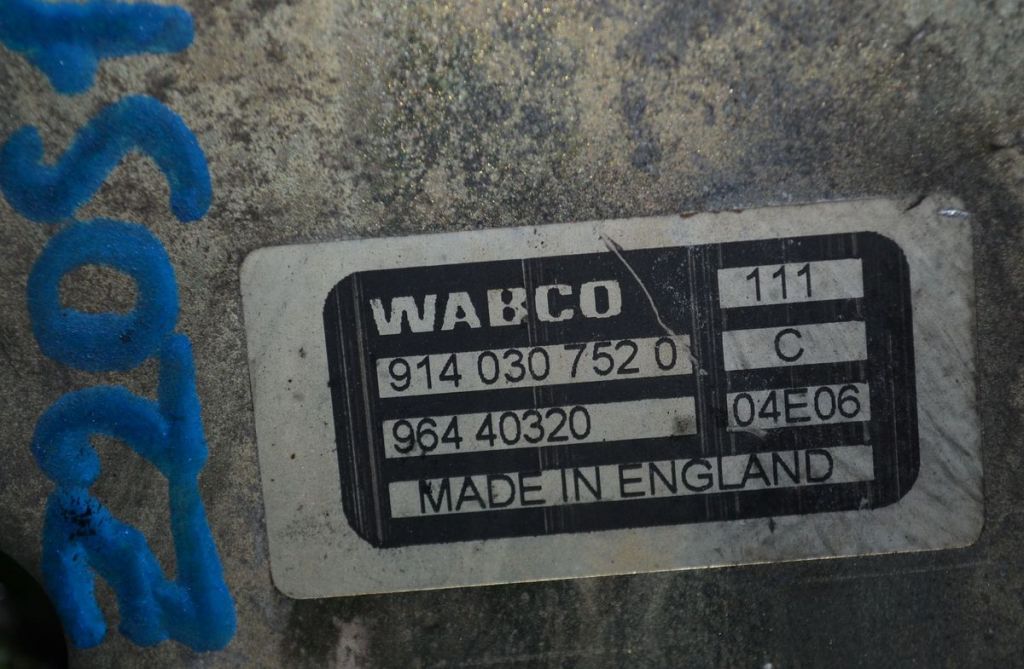 WABCO
914 030 752 0
964 40320
111
C
04E06
MADE IN ENGLAND